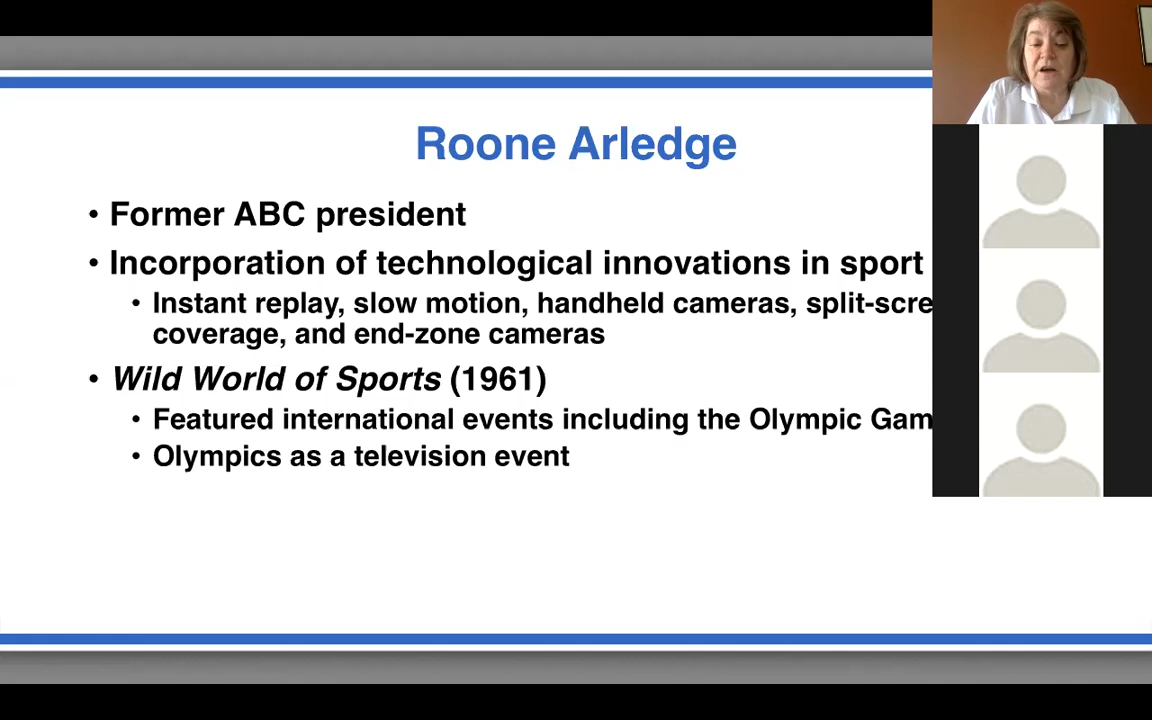 Roone Arledge
• Former ABC president
• Incorporation of technological innovations in sport
• Instant replay, slow motion, handheld cameras, split-scre
coverage, and end-zone cameras
• Wild World of Sports (1961)
• Featured international events including the Olympic Gam
• Olympics as a television event